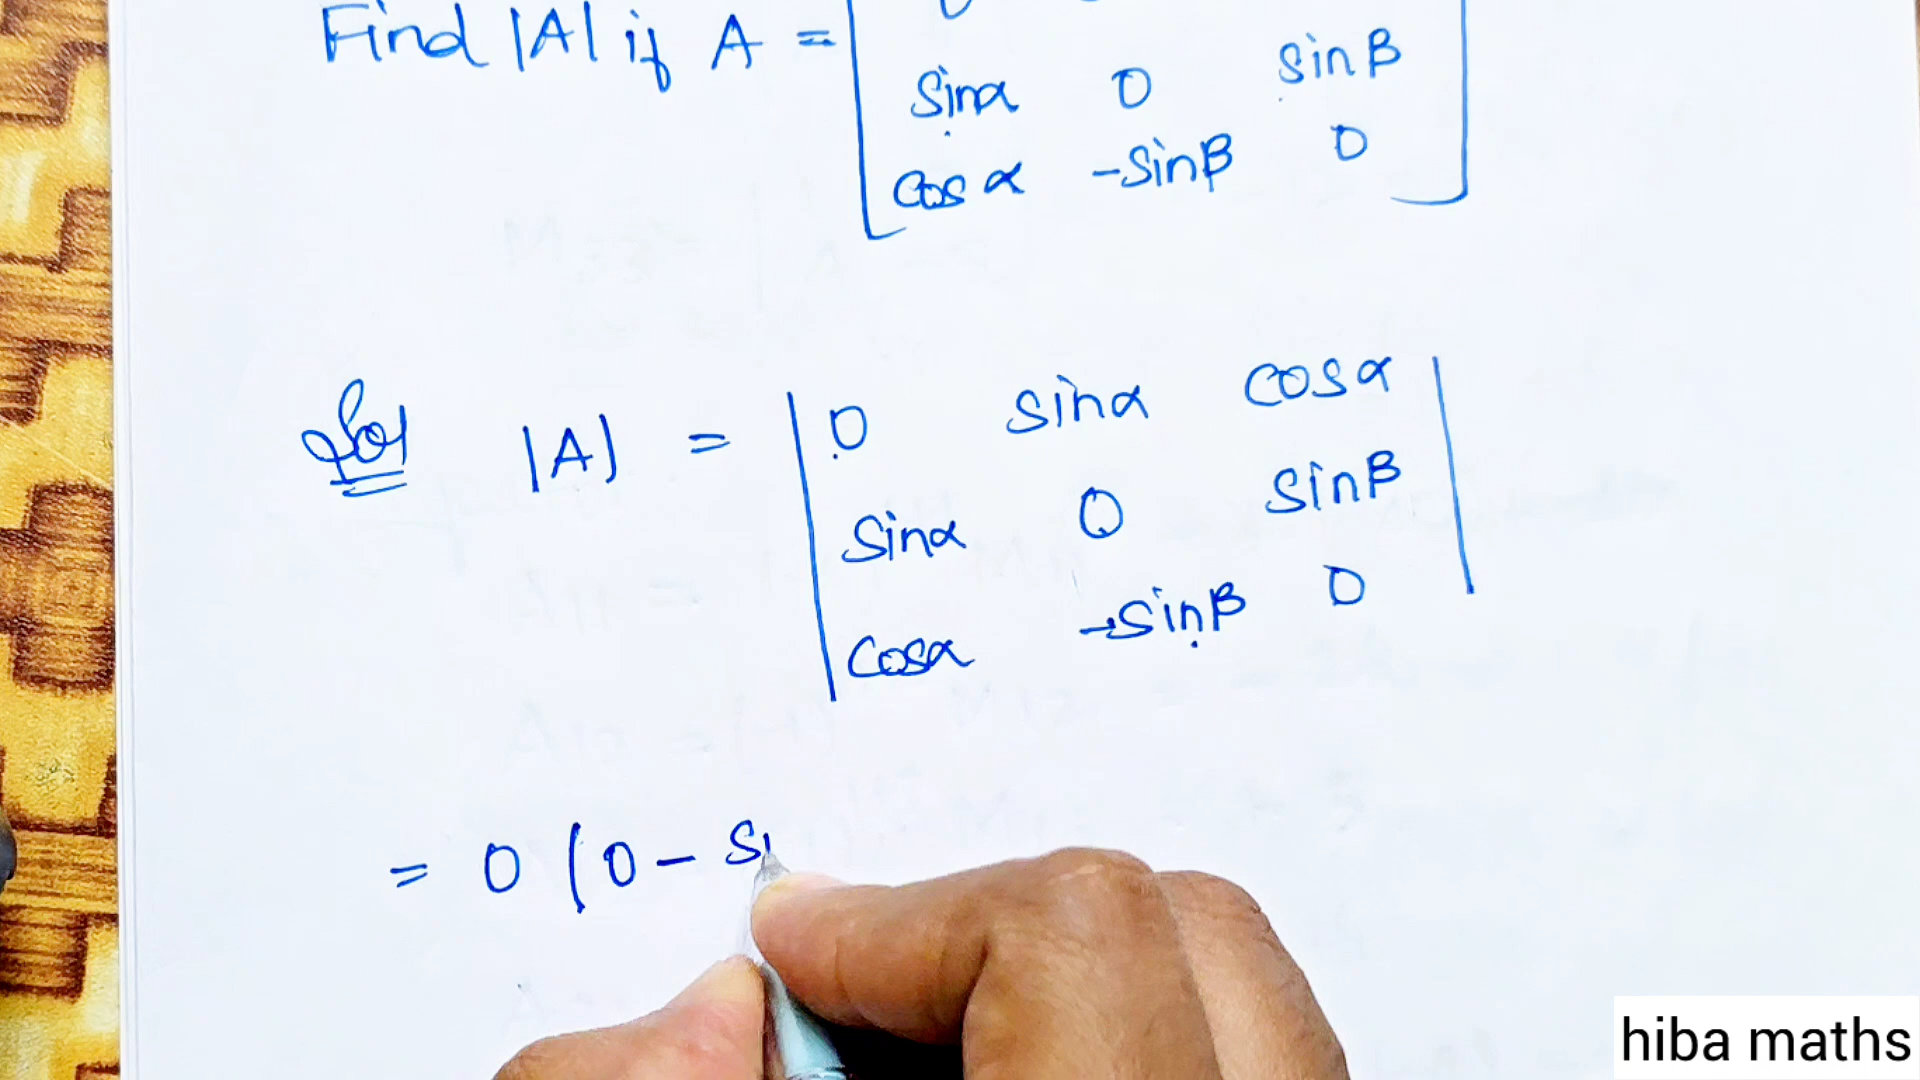 Find |A| if A =
sinα 0 sinβ
cosα -sinβ 0
Sol |A| = 0 sinα cosα
sinα 0 sinβ
cosα -sinβ 0
= 0 (0 - si
hiba maths